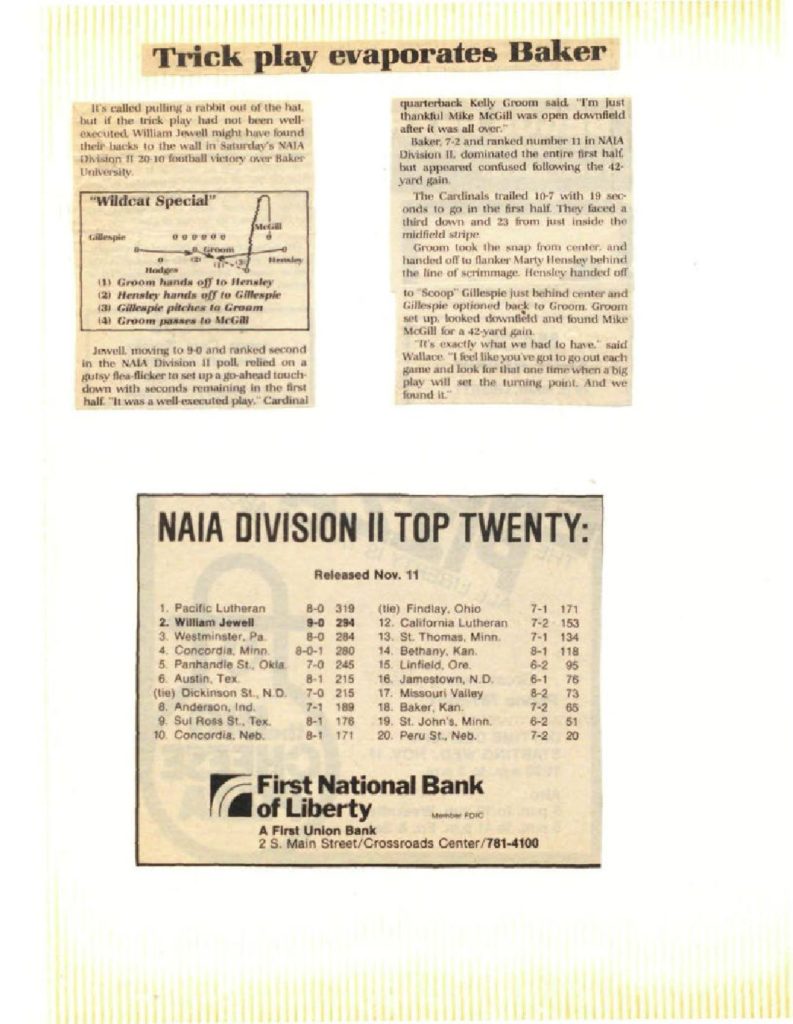 Trick play evaporates Baker
It's called pulling a rabbit out of the hat,
but if the trick play had not been well-
executed, William Jewell might have found
their backs to the wall in Saturday's NAIA
Division II 20-10 football victory over Baker
University.
"Wildcat Special"
McGill
Gillespie
Groom
(2)
(1)
(3)
Hensley
Hodges
(1) Groom hands off to Hensley
(2) Hensley hands off to Gillespie
(3) Gillespie pitches to Groom
(4) Groom passes to McGill
Jewell, moving to 9-0 and ranked second
in the NAIA Division II poll, relied on a
gutsy flea-flicker to set up a go-ahead touch-
down with seconds remaining in the first
half. "It was a well-executed play," Cardinal
quarterback Kelly Groom said. "I'm just
thankful Mike McGill was open downfield
after it was all over."
Baker, 7-2 and ranked number 11 in NAIA
Division II, dominated the entire first half,
but appeared confused following the 42-
yard gain.
The Cardinals trailed 10-7 with 19 sec-
onds to go in the first half. They faced a
third down and 23 from just inside the
midfield stripe.
Groom took the snap from center, and
handed off to flanker Marty Hensley behind
the line of scrimmage. Hensley handed off
to "Scoop" Gillespie just behind center and
Gillespie optioned back to Groom. Groom
set up, looked downfield and found Mike
McGill for a 42-yard gain.
"It's exactly what we had to have," said
Wallace. "I feel like you've got to go out each
game and look for that one time when a big
play will set the turning point. And we
found it."
NAIA DIVISION II TOP TWENTY:
Released Nov. 11
1. Pacific Lutheran 8-0 319
2. William Jewell 9-0 294
3. Westminster, Pa. 8-0 284
4. Concordia, Minn. 8-0-1 280
5. Panhandle St., Okla. 7-0 245
6. Austin, Tex. 8-1 215
(tie) Dickinson St., N.D. 7-0 215
8. Anderson, Ind. 7-1 189
9. Sul Ross St., Tex. 8-1 176
10. Concordia, Neb. 8-1 171
(tie) Findlay, Ohio 7-1 171
12. California Lutheran 7-2 153
13. St. Thomas, Minn. 7-1 134
14. Bethany, Kan. 8-1 118
15. Linfield, Ore. 6-2 95
16. Jamestown, N.D. 6-1 76
17. Missouri Valley 8-2 73
18. Baker, Kan. 7-2 65
19. St. John's, Minn. 6-2 51
20. Peru St., Neb. 7-2 20
First National Bank
of Liberty
Member FDIC
A First Union Bank
2 S. Main Street/Crossroads Center/781-4100